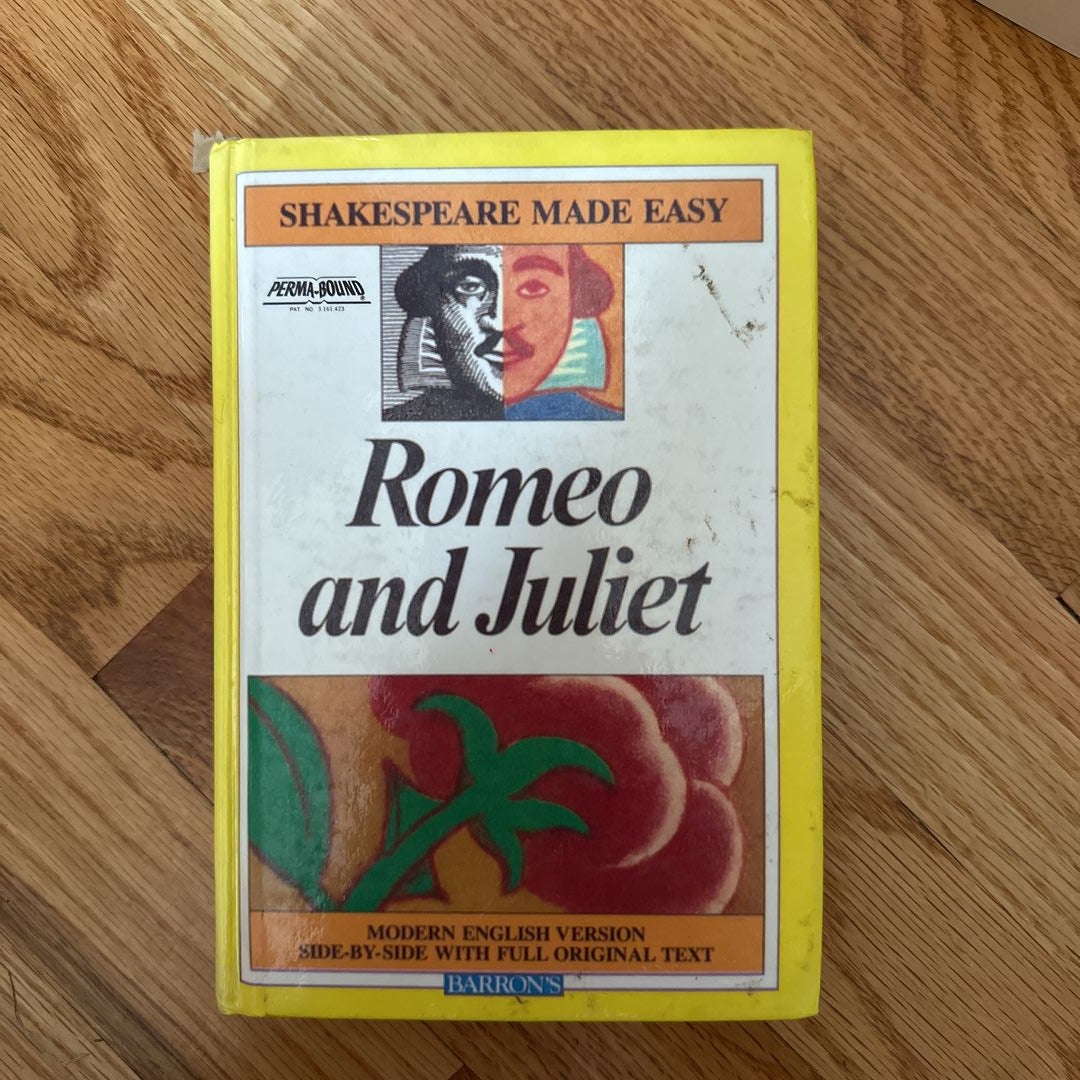 SHAKESPEARE MADE EASY
PERMA-BOUND®
PAT. NO. 3,161,423
Romeo
and Juliet
MODERN ENGLISH VERSION
SIDE-BY-SIDE WITH FULL ORIGINAL TEXT
BARRON'S